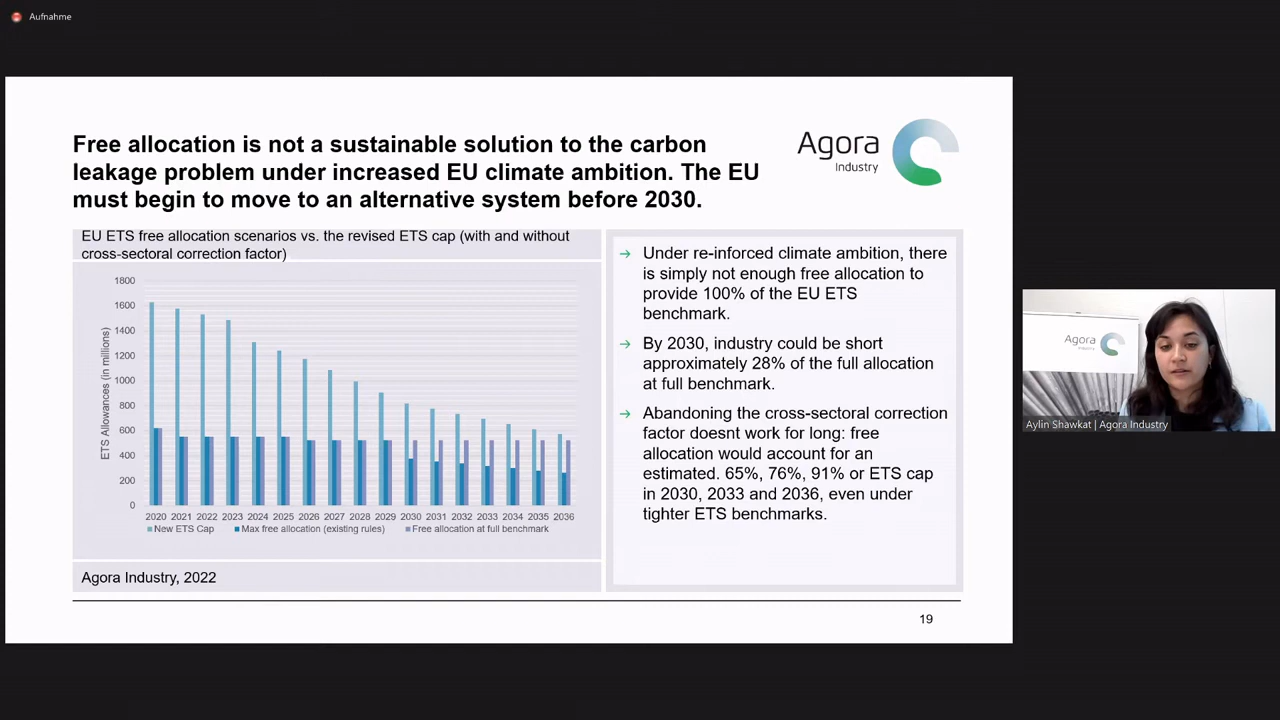 Aufnahme
Free allocation is not a sustainable solution to the carbon
leakage problem under increased EU climate ambition. The EU
must begin to move to an alternative system before 2030.
Agora
Industry
EU ETS free allocation scenarios vs. the revised ETS cap (with and without
cross-sectoral correction factor)
ETS Allowances (in millions)
1800
1600
1400
1200
1000
800
600
400
200
0
2020 2021 2022 2023 2024 2025 2026 2027 2028 2029 2030 2031 2032 2033 2034 2035 2036
New ETS Cap Max free allocation (existing rules) Free allocation at full benchmark
Agora Industry, 2022
→ Under re-inforced climate ambition, there
is simply not enough free allocation to
provide 100% of the EU ETS
benchmark.
→ By 2030, industry could be short
approximately 28% of the full allocation
at full benchmark.
→ Abandoning the cross-sectoral correction
factor doesnt work for long: free
allocation would account for an
estimated. 65%, 76%, 91% or ETS cap
in 2030, 2033 and 2036, even under
tighter ETS benchmarks.
19
Agora
Aylin Shawkat | Agora Industry